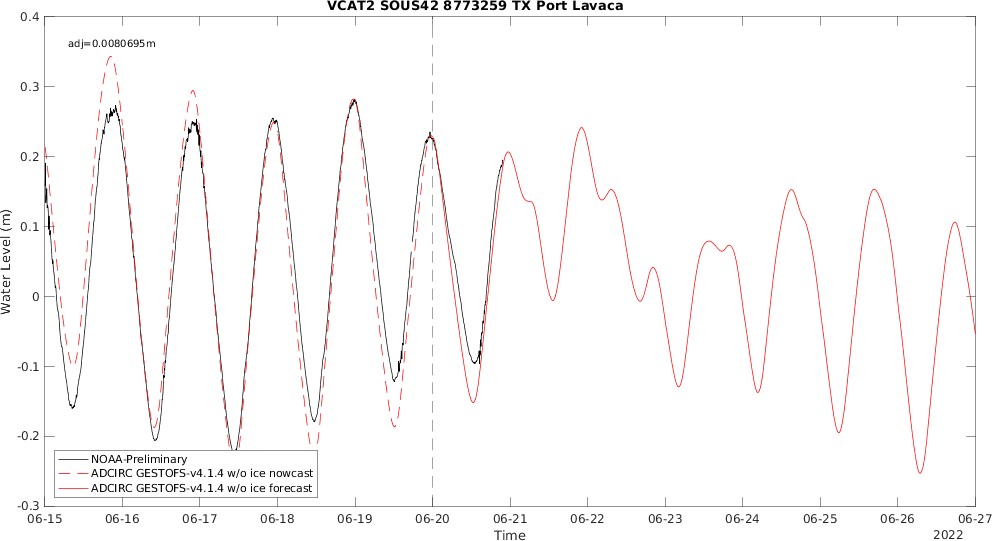 VCAT2 SOUS42 8773259 TX Port Lavaca
adj=0.0080695m
0.4
0.3
0.2
0.1
0
-0.1
-0.2
-0.3
Water Level (m)
NOAA-Preliminary
ADCIRC GESTOFS-v4.1.4 w/o ice nowcast
ADCIRC GESTOFS-v4.1.4 w/o ice forecast
06-15 06-16 06-17 06-18 06-19 06-20 06-21 06-22 06-23 06-24 06-25 06-26 06-27
Time
2022